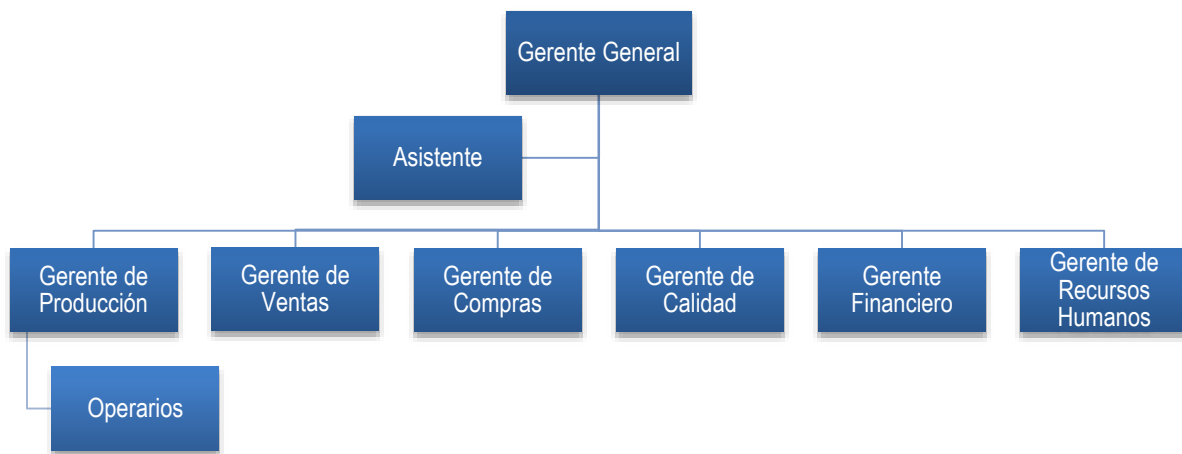 Gerente General
Asistente
Gerente de
Producción
Gerente de
Ventas
Gerente de
Compras
Gerente de
Calidad
Gerente
Financiero
Gerente de
Recursos
Humanos
Operarios